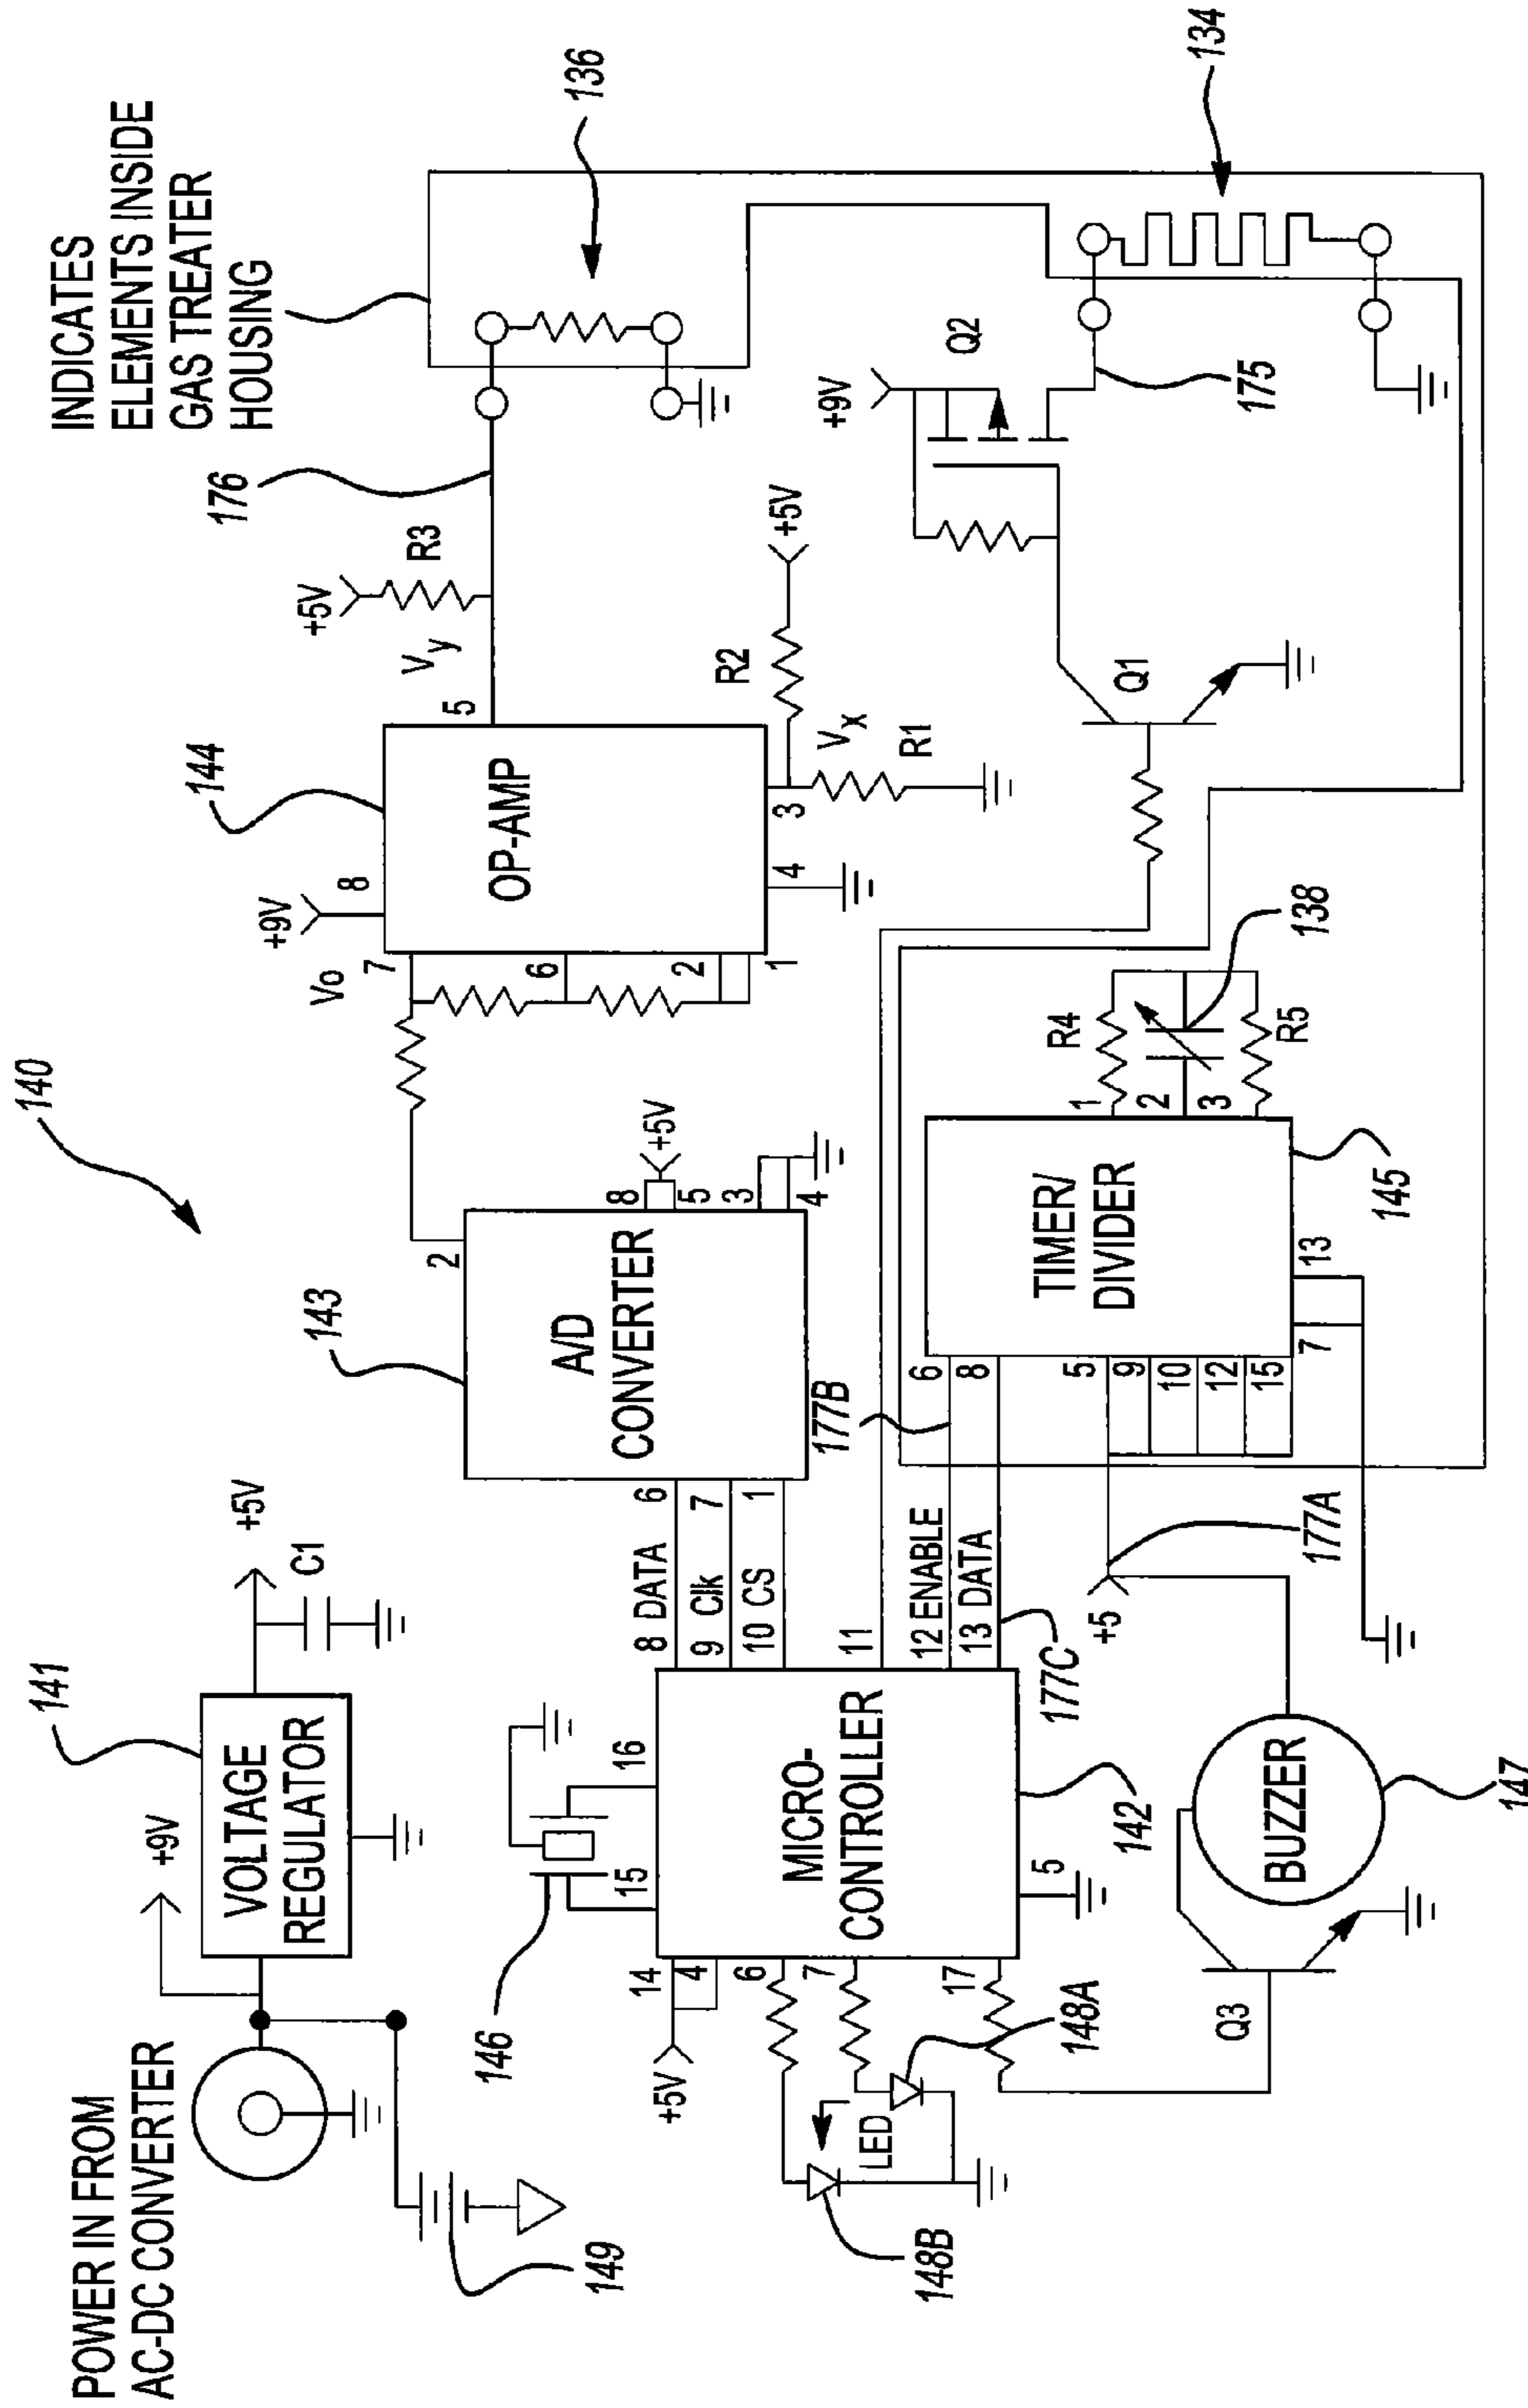 140
INDICATES
ELEMENTS INSIDE
GAS TREATER
HOUSING
POWER IN FROM
AC-DC CONVERTER
+9V
141
VOLTAGE
REGULATOR
+5V
C1
149
143
A/D
CONVERTER
2
8
5
+5V
3
4
6
7
1
8 DATA
9 Clk
10 CS
+9V
8
144
OP-AMP
Vo
7
6
2
1
5
3
4
Vy
+5V
R3
176
136
R2
+5V
Vx
R1
146
15
16
14
4
+5V
6
7
17
MICRO-
CONTROLLER
142
5
11
12 ENABLE
13 DATA
177B
177C
LED
148A
148B
Q3
BUZZER
147
+5
177A
6
8
5
9
10
12
15
7
13
TIMER/
DIVIDER
145
1
2
3
R4
R5
138
Q1
+9V
Q2
175
134